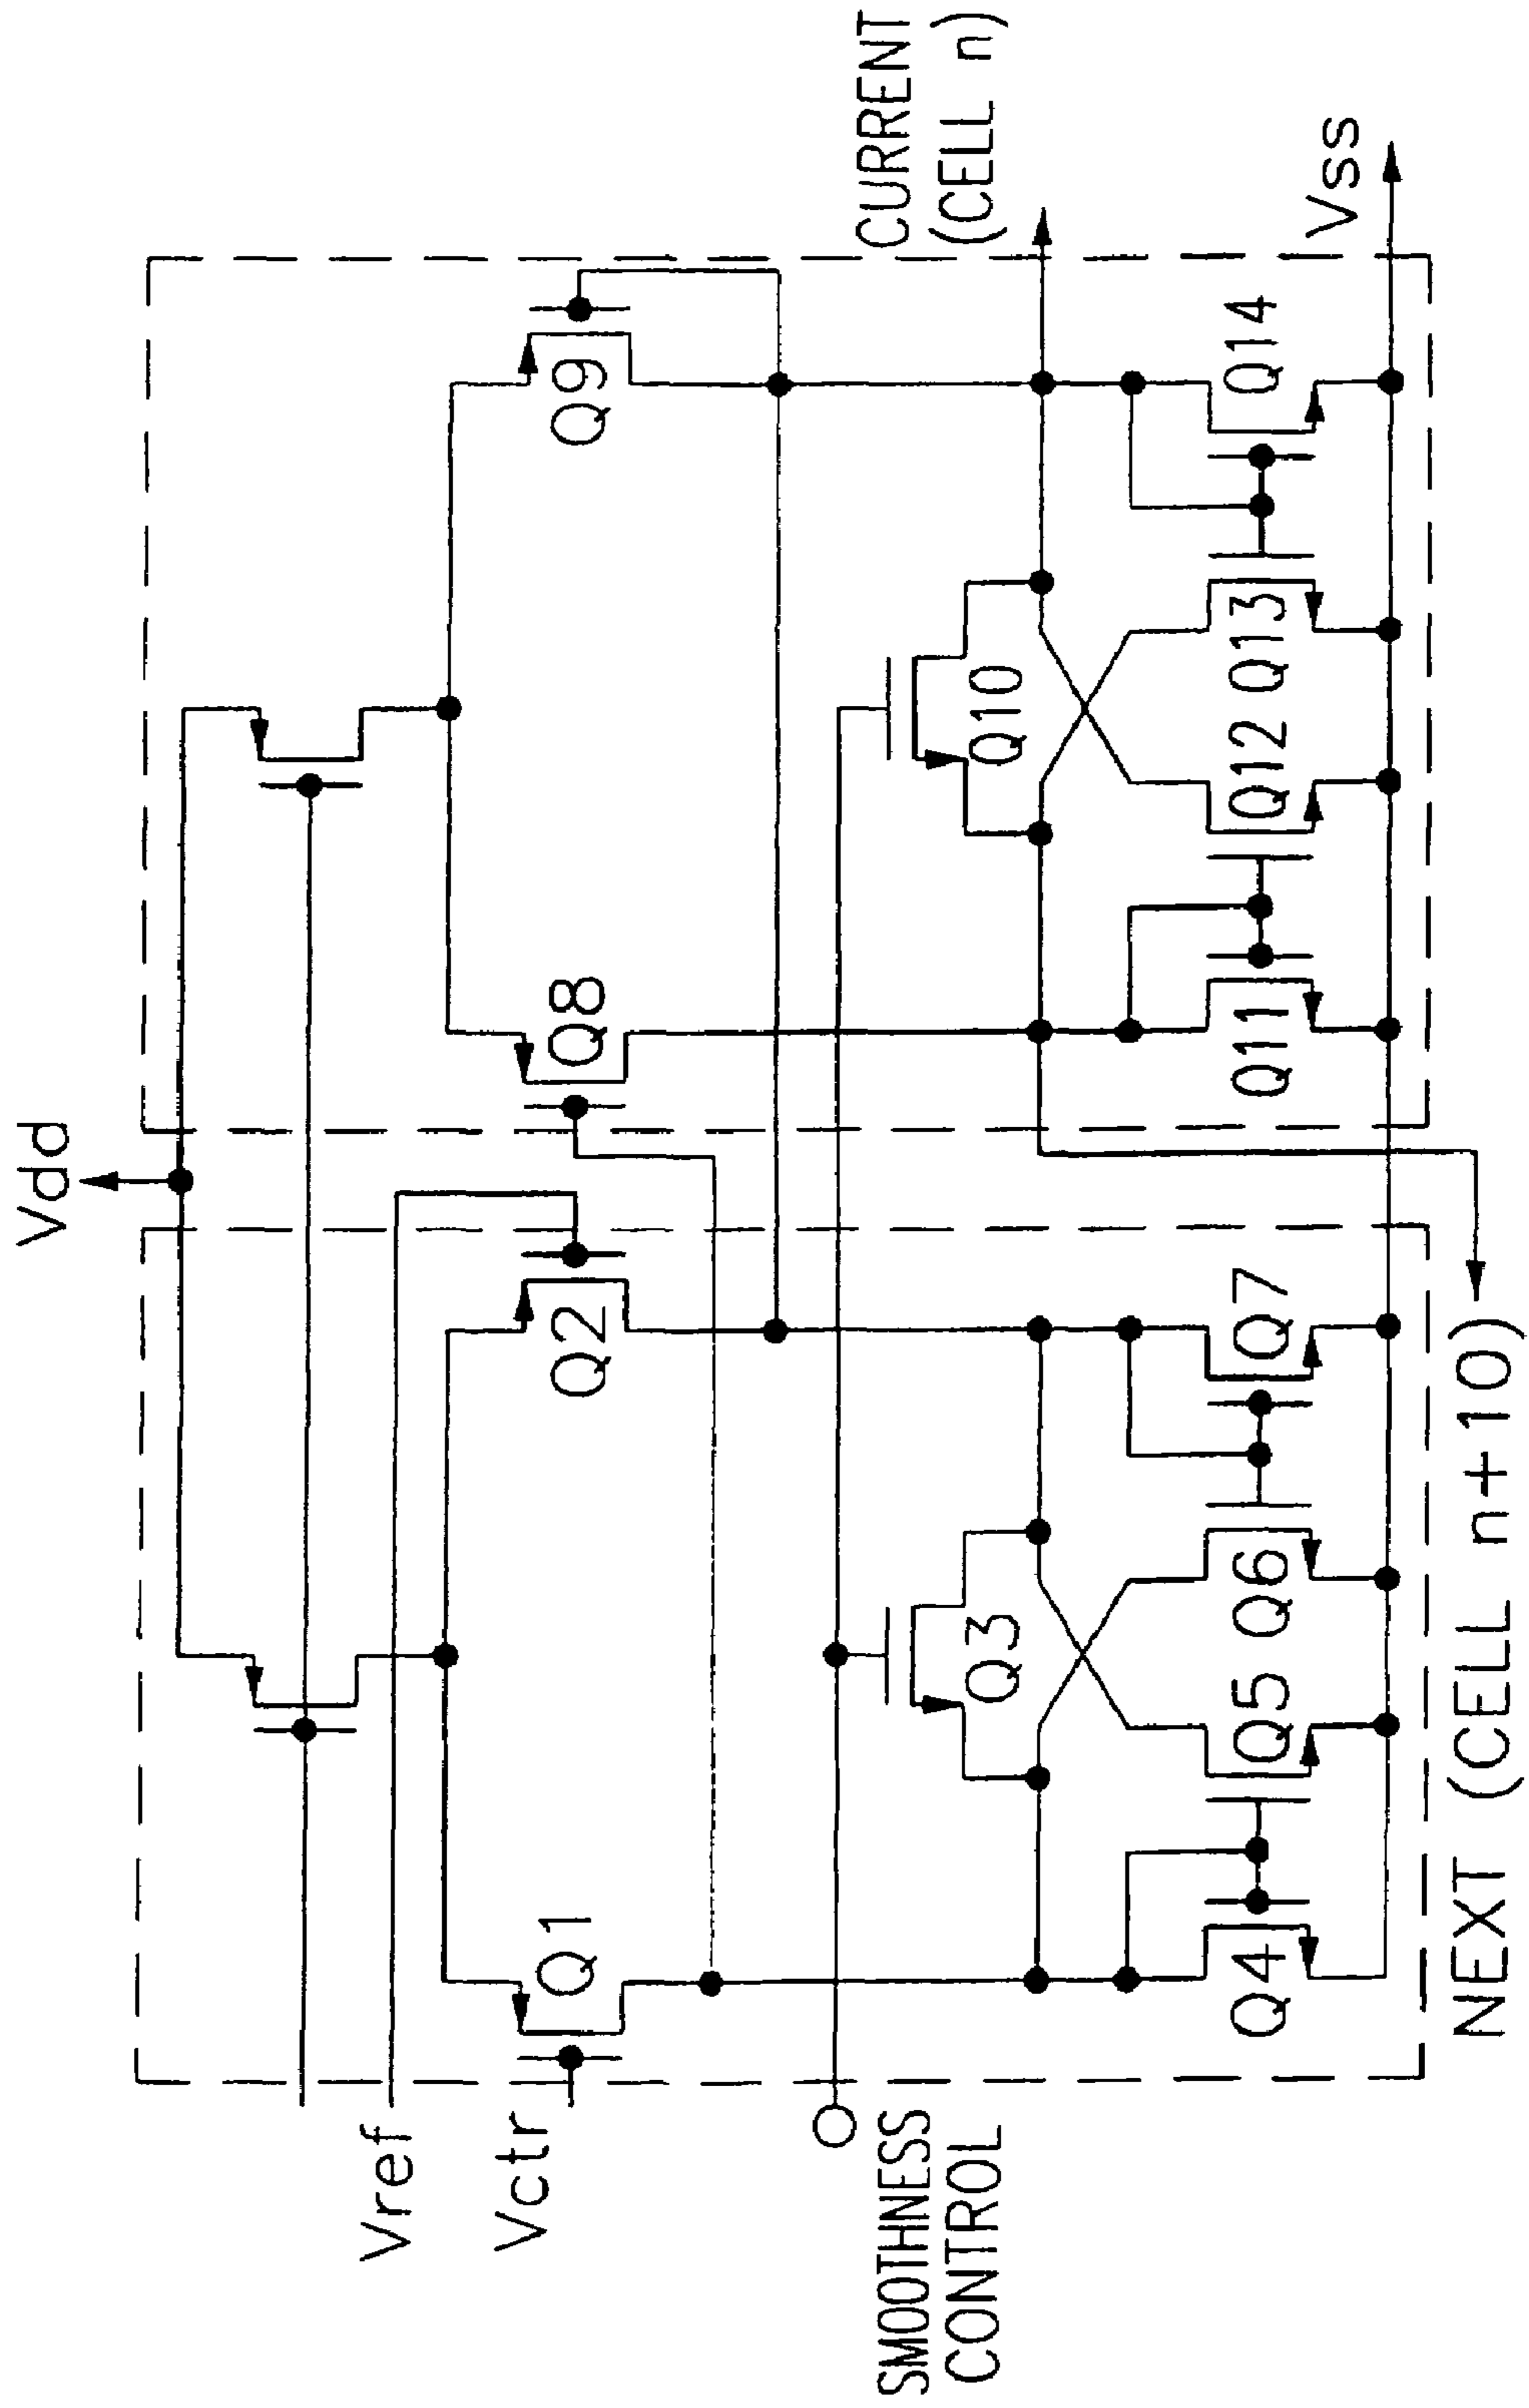 Vdd
Vref
Vctr
Q1
Q2
Q8
Q9
SMOOTHNESS
CONTROL
Q3
Q10
CURRENT
(CELL n)
Q4
Q5
Q6
Q7
Q11
Q12
Q13
Q14
Vss
NEXT (CELL n+10)